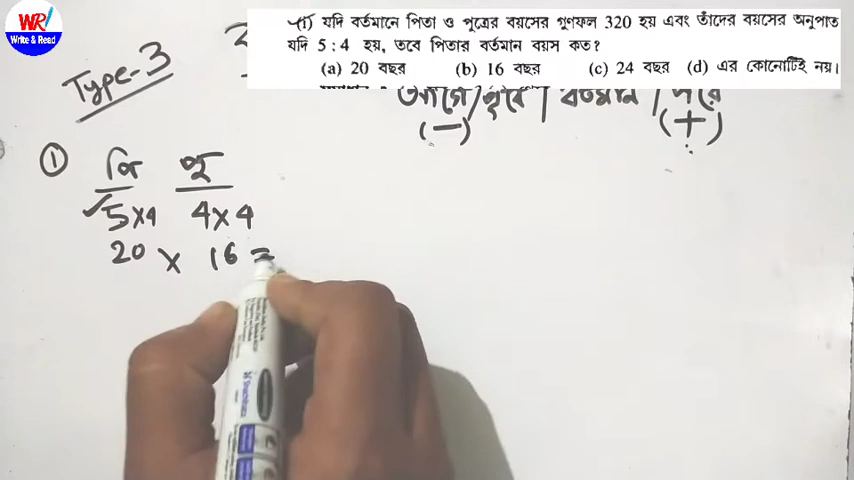 WR
Write & Read
(i) যদি বর্তমানে পিতা ও পুত্রের বয়সের গুণফল 320 হয় এবং তাঁদের বয়সের অনুপাত
যদি 5 : 4 হয়, তবে পিতার বর্তমান বয়স কত?
(a) 20 বছর (b) 16 বছর (c) 24 বছর (d) এর কোনোটিই নয়।
Type-3
আগে/পূর্বে | বর্তমান / পরে
(−) (+)
① পি পু
5×4 4×4
20 × 16 =